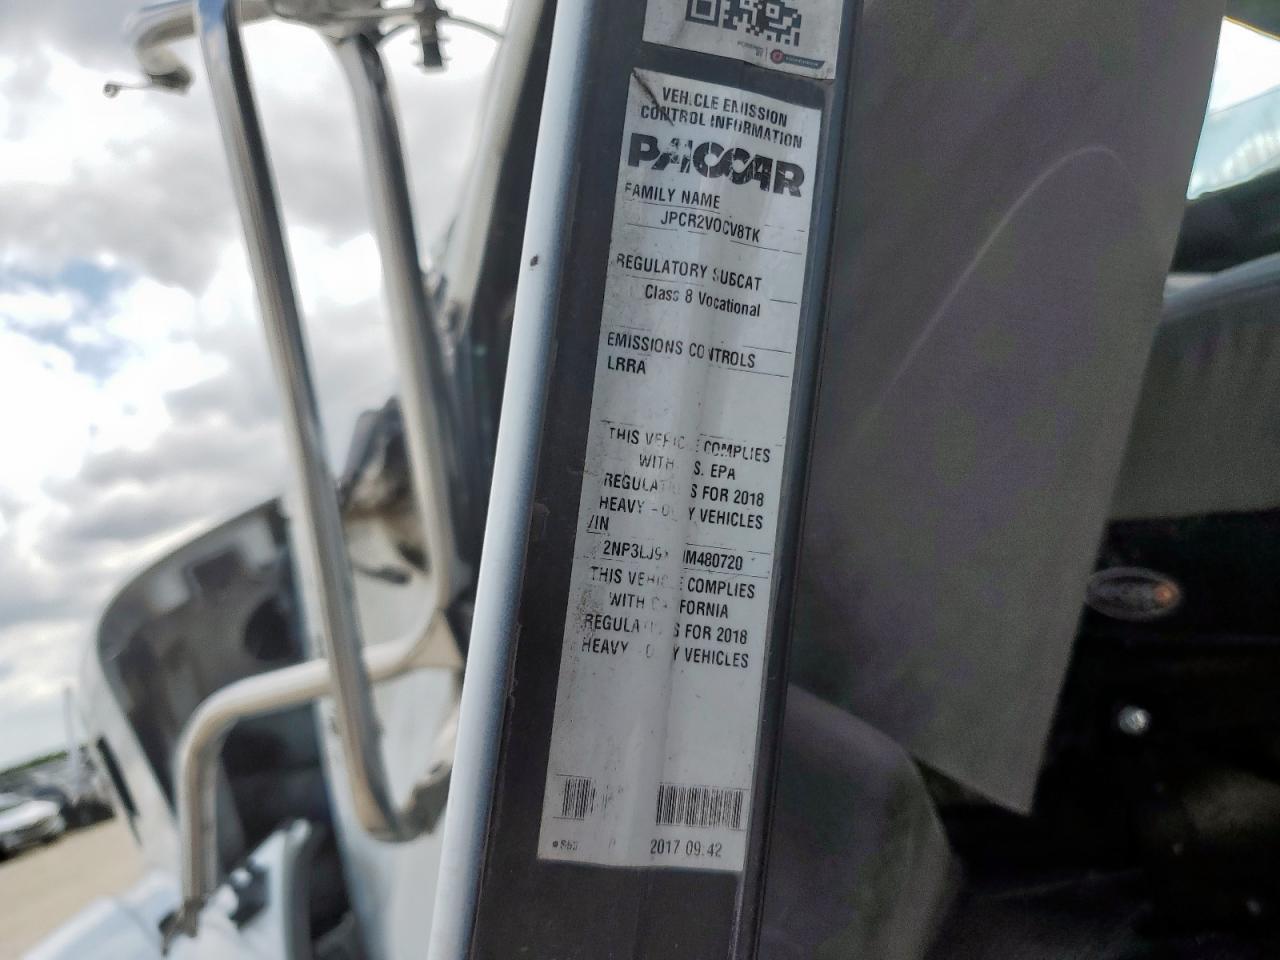 VEHICLE EMISSION
CONTROL INFORMATION
PACCAR
FAMILY NAME
JPCR2VOCV8TK
REGULATORY SUBCAT
Class 8 Vocational
EMISSIONS CONTROLS
LRRA
THIS VEHICLE COMPLIES
WITH S. EPA
REGULAT S FOR 2018
HEAVY - Y VEHICLES
/IN
2NP3LJ9 M480720
THIS VEHICLE COMPLIES
WITH C FORNIA
REGULA S FOR 2018
HEAVY Y VEHICLES
2017 09:42